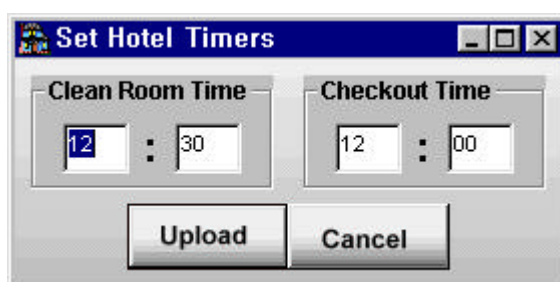 Set Hotel Timers
Clean Room Time Checkout Time
12 : 30 12 : 00
Upload Cancel